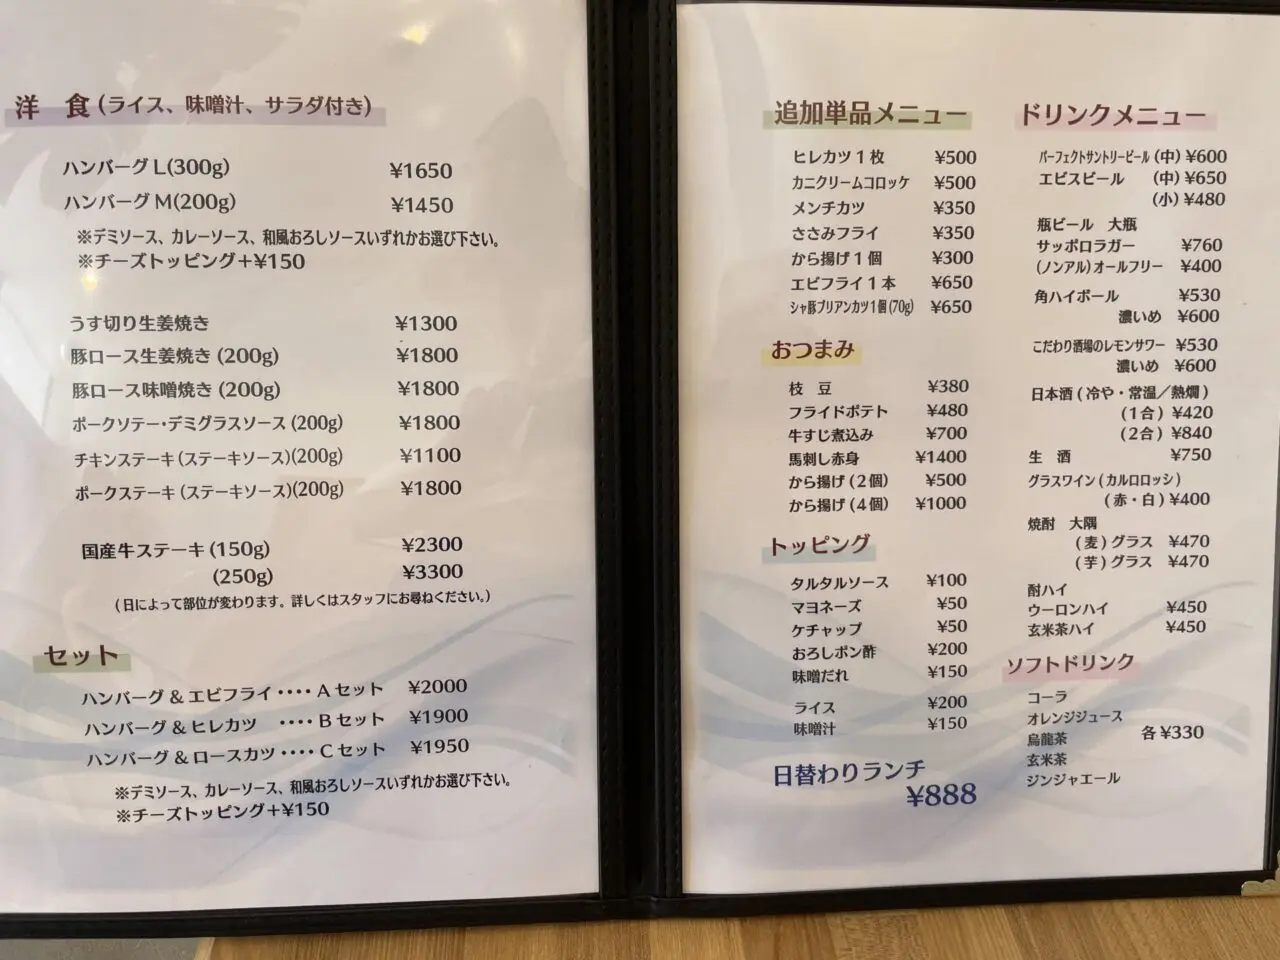 洋 食(ライス、味噌汁、サラダ付き)
ハンバーグ L(300g) ¥1650
ハンバーグ M(200g) ¥1450
※デミソース、カレーソース、和風おろしソースいずれかお選び下さい。
※チーズトッピング+¥150
うす切り生姜焼き ¥1300
豚ロース生姜焼き (200g) ¥1800
豚ロース味噌焼き (200g) ¥1800
ポークソテー・デミグラスソース (200g) ¥1800
チキンステーキ (ステーキソース)(200g) ¥1100
ポークステーキ (ステーキソース)(200g) ¥1800
国産牛ステーキ (150g) ¥2300
(250g) ¥3300
(日によって部位が変わります。詳しくはスタッフにお尋ねください。)
セット
ハンバーグ & エビフライ ････ A セット ¥2000
ハンバーグ & ヒレカツ ････ B セット ¥1900
ハンバーグ & ロースカツ ････ C セット ¥1950
※デミソース、カレーソース、和風おろしソースいずれかお選び下さい。
※チーズトッピング+¥150
追加単品メニュー
ヒレカツ 1 枚 ¥500
カニクリームコロッケ ¥500
メンチカツ ¥350
ささみフライ ¥350
から揚げ 1 個 ¥300
エビフライ 1 本 ¥650
シャ豚ブリアンカツ 1個 (70g) ¥650
おつまみ
枝 豆 ¥380
フライドポテト ¥480
牛すじ煮込み ¥700
馬刺し赤身 ¥1400
から揚げ (2 個) ¥500
から揚げ (4 個) ¥1000
トッピング
タルタルソース ¥100
マヨネーズ ¥50
ケチャップ ¥50
おろしポン酢 ¥200
味噌だれ ¥150
ライス ¥200
味噌汁 ¥150
日替わりランチ
¥888
ドリンクメニュー
パーフェクトサントリービール (中) ¥600
エビスビール (中) ¥650
(小) ¥480
瓶ビール 大瓶
サッポロラガー ¥760
(ノンアル)オールフリー ¥400
角ハイボール ¥530
濃いめ ¥600
こだわり酒場のレモンサワー ¥530
濃いめ ¥600
日本酒 ( 冷や・常温/熱燗 )
(1合) ¥420
(2合) ¥840
生 酒 ¥750
グラスワイン ( カルロロッシ )
( 赤・白 ) ¥400
焼酎 大隅
( 麦 ) グラス ¥470
( 芋 ) グラス ¥470
酎ハイ
ウーロンハイ ¥450
玄米茶ハイ ¥450
ソフトドリンク
コーラ
オレンジジュース
烏龍茶 各 ¥330
玄米茶
ジンジャエール